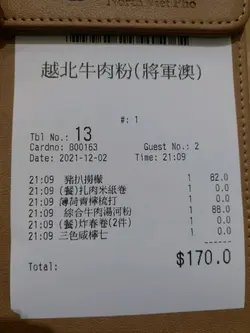 越北牛肉粉(將軍澳)
#: 1
Tbl No.: 13
Cardno: 800163 Guest No.: 2
Date: 2021-12-02 Time: 21:09
21:09 豬扒撈檬 1 82.0
21:09 (餐)扎肉米紙卷 1 0.0
21:09 薄荷青檸梳打 1 0.0
21:09 綜合牛肉湯河粉 1 88.0
21:09 (餐)炸春卷(2件) 1 0.0
21:09 三色咸檸七 1 0.0
Total: $170.0